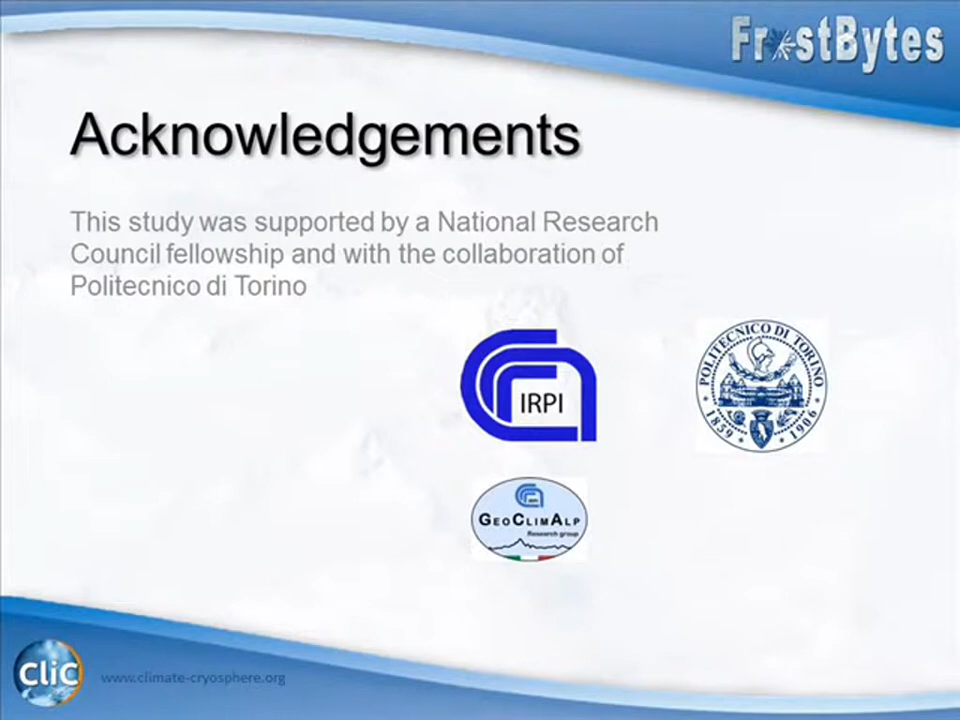 FrostBytes
Acknowledgements
This study was supported by a National Research
Council fellowship and with the collaboration of
Politecnico di Torino
IRPI
POLITECNICO DI TORINO
1859 1906
GEOCLIMALP
Research group
CliC
www.climate-cryosphere.org